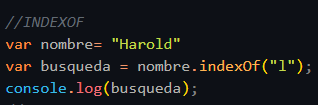 //INDEXOF
var nombre= "Harold"
var busqueda = nombre.indexOf("l");
console.log(busqueda);